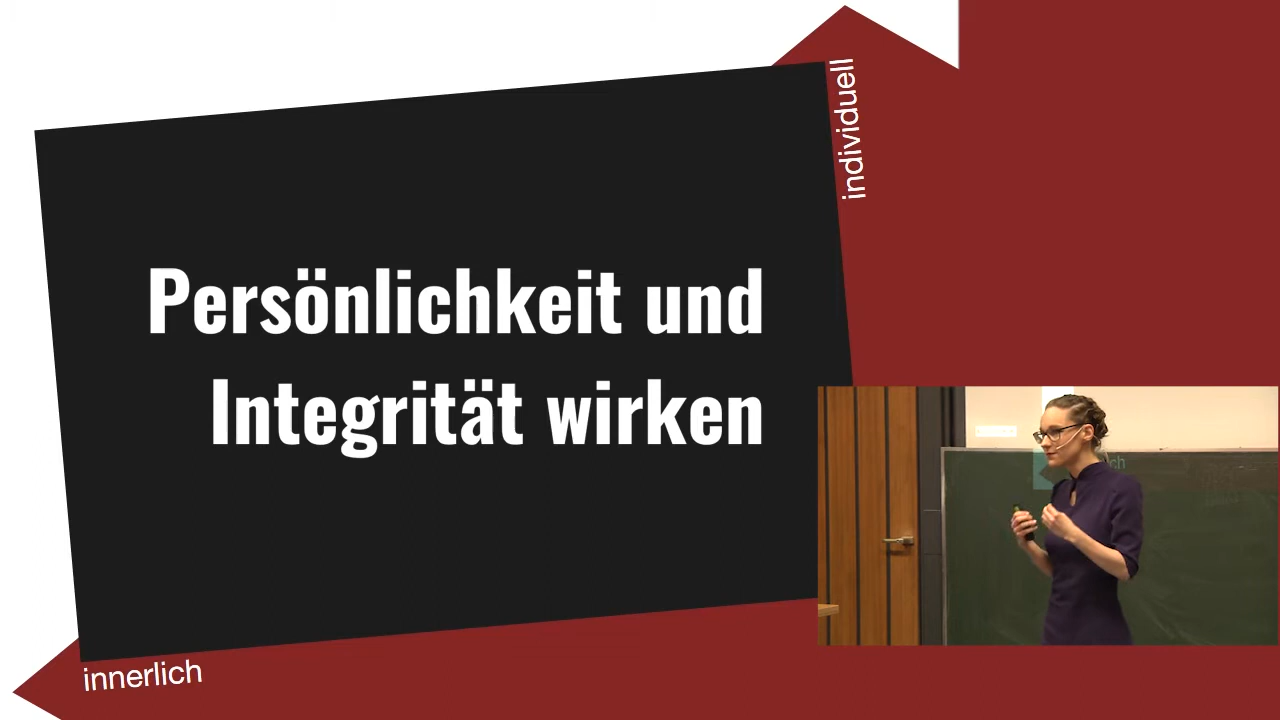 individuell
Persönlichkeit und
Integrität wirken
innerlich